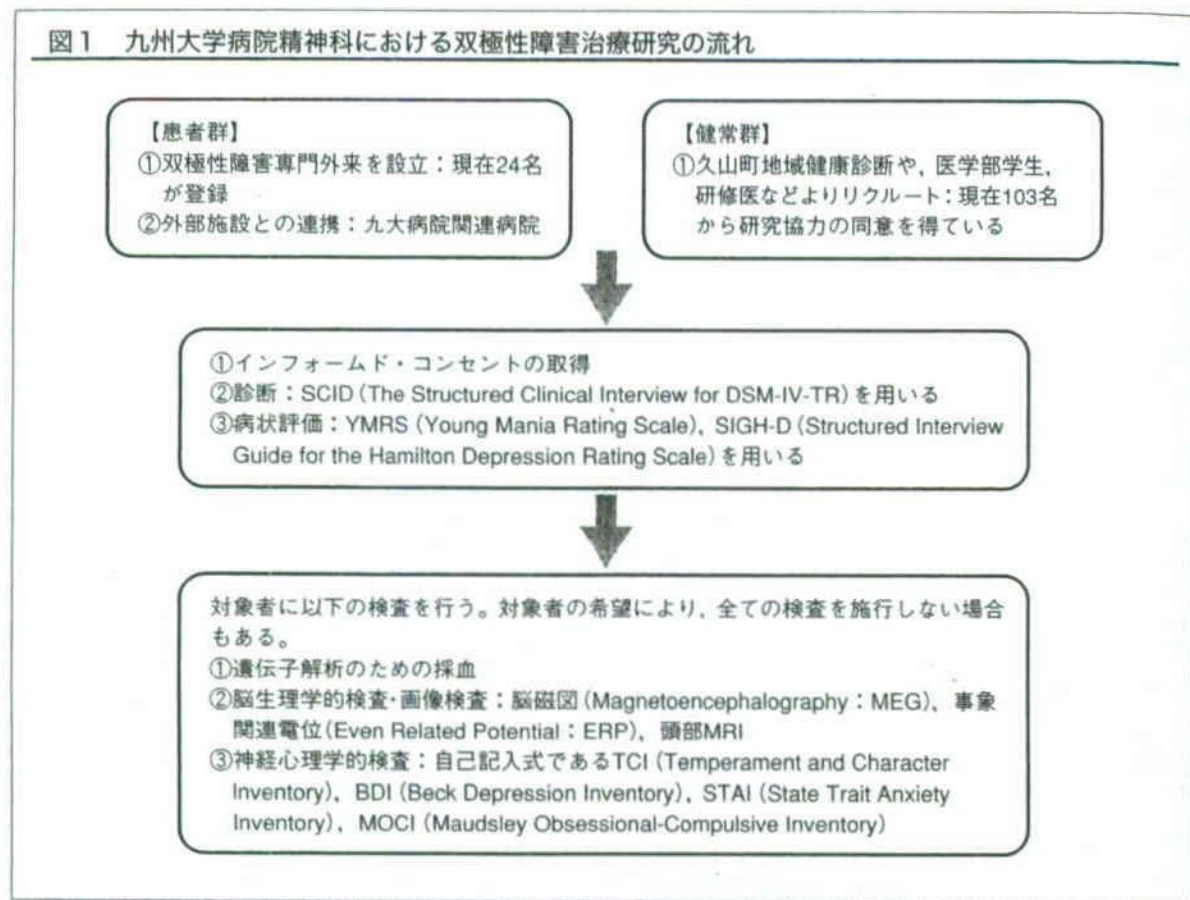 図1　九州大学病院精神科における双極性障害治療研究の流れ
【患者群】
①双極性障害専門外来を設立：現在24名
が登録
②外部施設との連携：九大病院関連病院
【健常群】
①久山町地域健康診断や，医学部学生，
研修医などよりリクルート：現在103名
から研究協力の同意を得ている
①インフォームド・コンセントの取得
②診断：SCID（The Structured Clinical Interview for DSM-IV-TR）を用いる
③病状評価：YMRS（Young Mania Rating Scale），SIGH-D（Structured Interview
Guide for the Hamilton Depression Rating Scale）を用いる
対象者に以下の検査を行う。対象者の希望により，全ての検査を施行しない場合
もある。
①遺伝子解析のための採血
②脳生理学的検査・画像検査：脳磁図（Magnetoencephalography：MEG），事象
関連電位（Even Related Potential：ERP），頭部MRI
③神経心理学的検査：自己記入式であるTCI（Temperament and Character
Inventory），BDI（Beck Depression Inventory），STAI（State Trait Anxiety
Inventory），MOCI（Maudsley Obsessional-Compulsive Inventory）